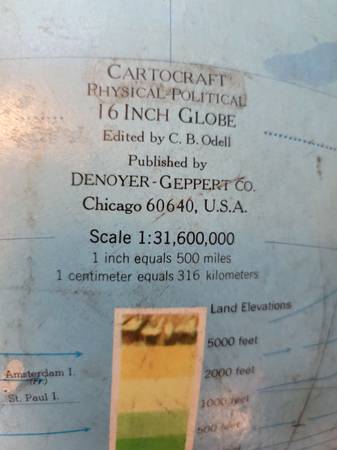 CARTOCRAFT
PHYSICAL-POLITICAL
16 INCH GLOBE
Edited by C. B. Odell
Published by
DENOYER-GEPPERT CO.
Chicago 60640, U.S.A.
Scale 1:31,600,000
1 inch equals 500 miles
1 centimeter equals 316 kilometers
Land Elevations
5000 feet
2000 feet
1000 feet
500 feet
Amsterdam I.
(Fr.)
St. Paul I.